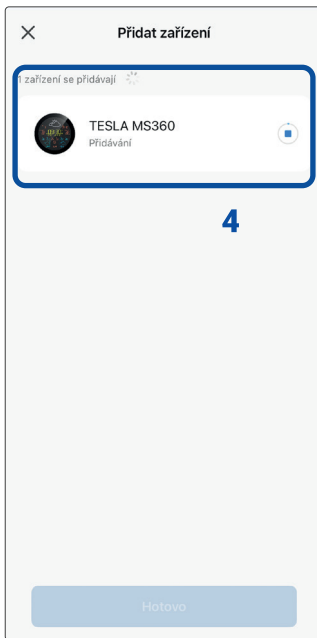 Přidat zařízení
1 zařízení se přidávají
TESLA MS360
Přidávání
4
Hotovo